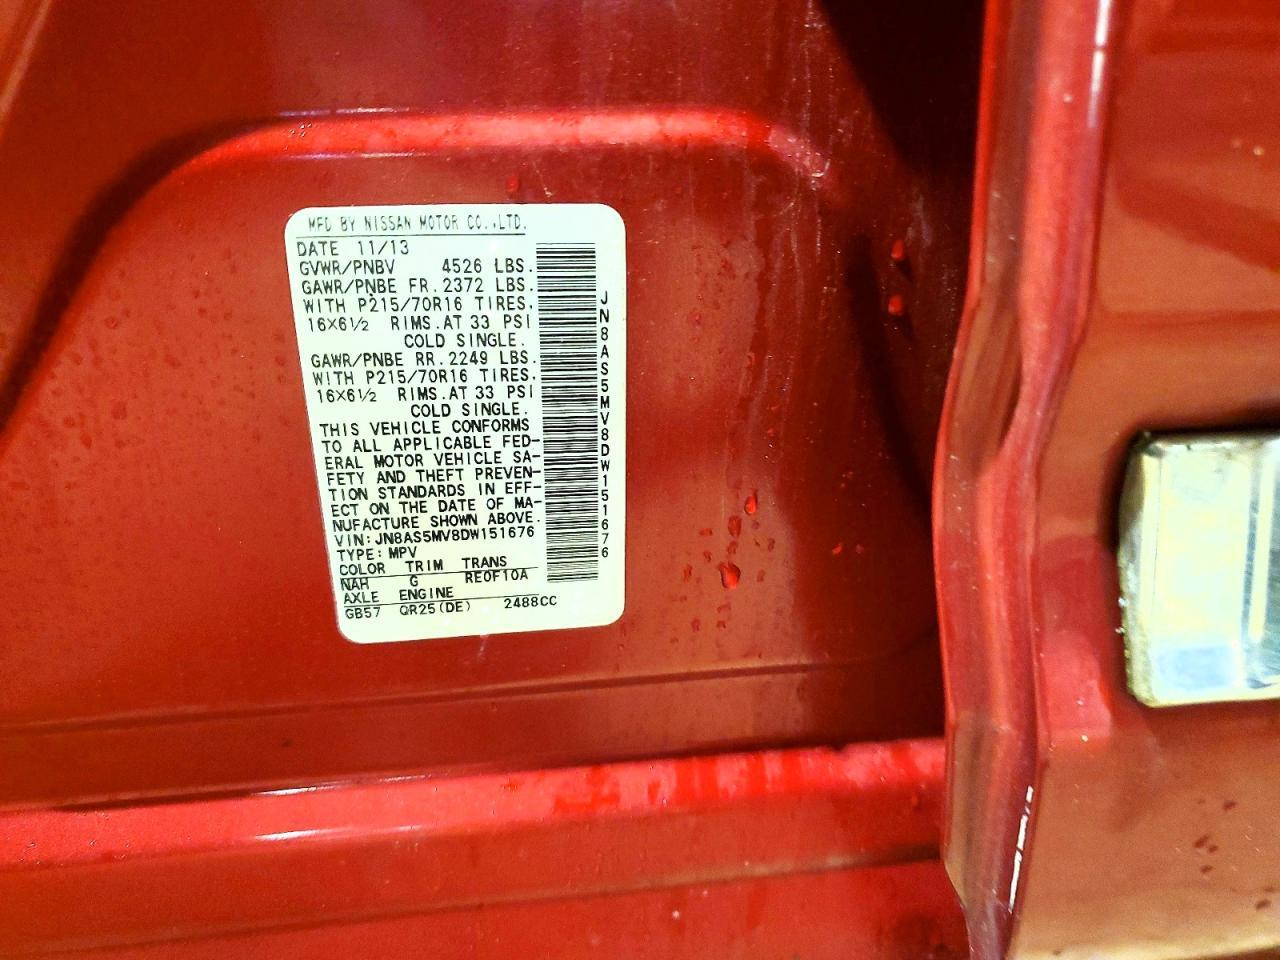 MFD BY NISSAN MOTOR CO.,LTD.
DATE 11/13
GVWR/PNBV 4526 LBS.
GAWR/PNBE FR. 2372 LBS.
WITH P215/70R16 TIRES,
16X6½ RIMS.AT 33 PSI
COLD SINGLE.
GAWR/PNBE RR. 2249 LBS.
WITH P215/70R16 TIRES,
16X6½ RIMS.AT 33 PSI
COLD SINGLE.
THIS VEHICLE CONFORMS
TO ALL APPLICABLE FED-
ERAL MOTOR VEHICLE SA-
FETY AND THEFT PREVEN-
TION STANDARDS IN EFF-
ECT ON THE DATE OF MA-
NUFACTURE SHOWN ABOVE.
VIN:JN8AS5MV8DW151676
TYPE:MPV
COLOR TRIM TRANS
NAH G RE0F10A
AXLE ENGINE
GB57 QR25(DE) 2488CC
JN8AS5MV8DW151676